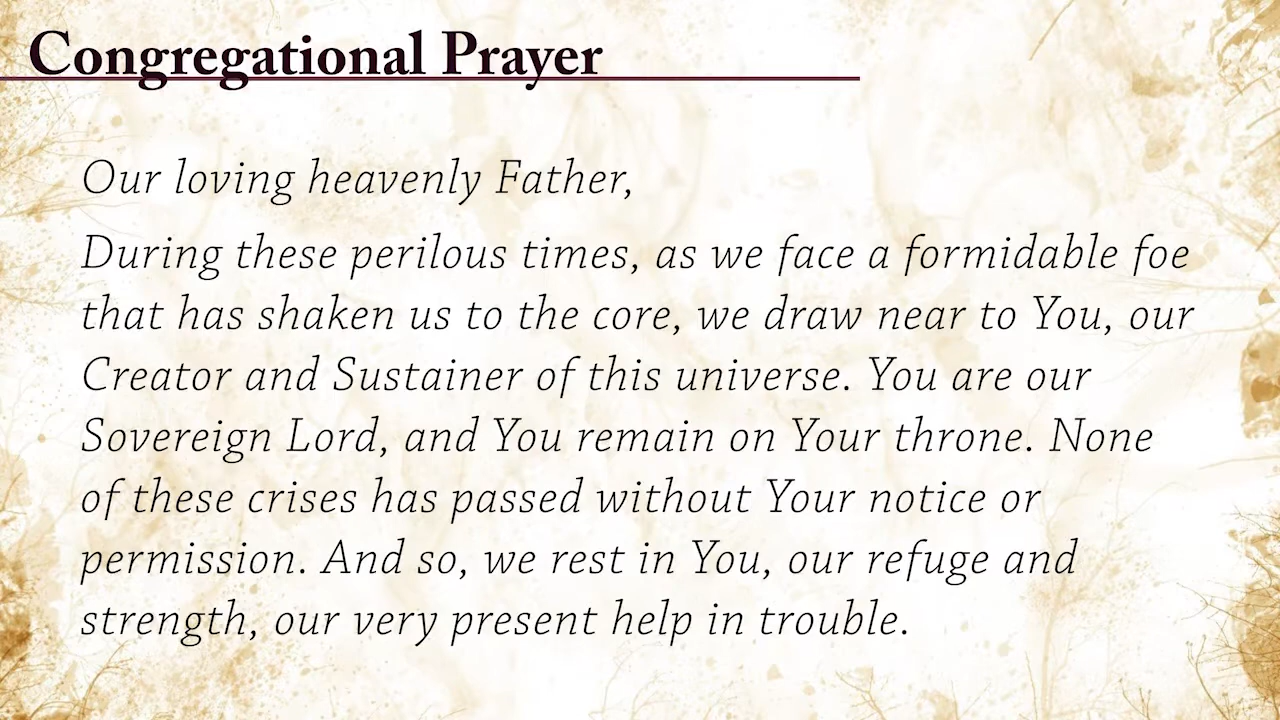 Congregational Prayer
Our loving heavenly Father,
During these perilous times, as we face a formidable foe
that has shaken us to the core, we draw near to You, our
Creator and Sustainer of this universe. You are our
Sovereign Lord, and You remain on Your throne. None
of these crises has passed without Your notice or
permission. And so, we rest in You, our refuge and
strength, our very present help in trouble.